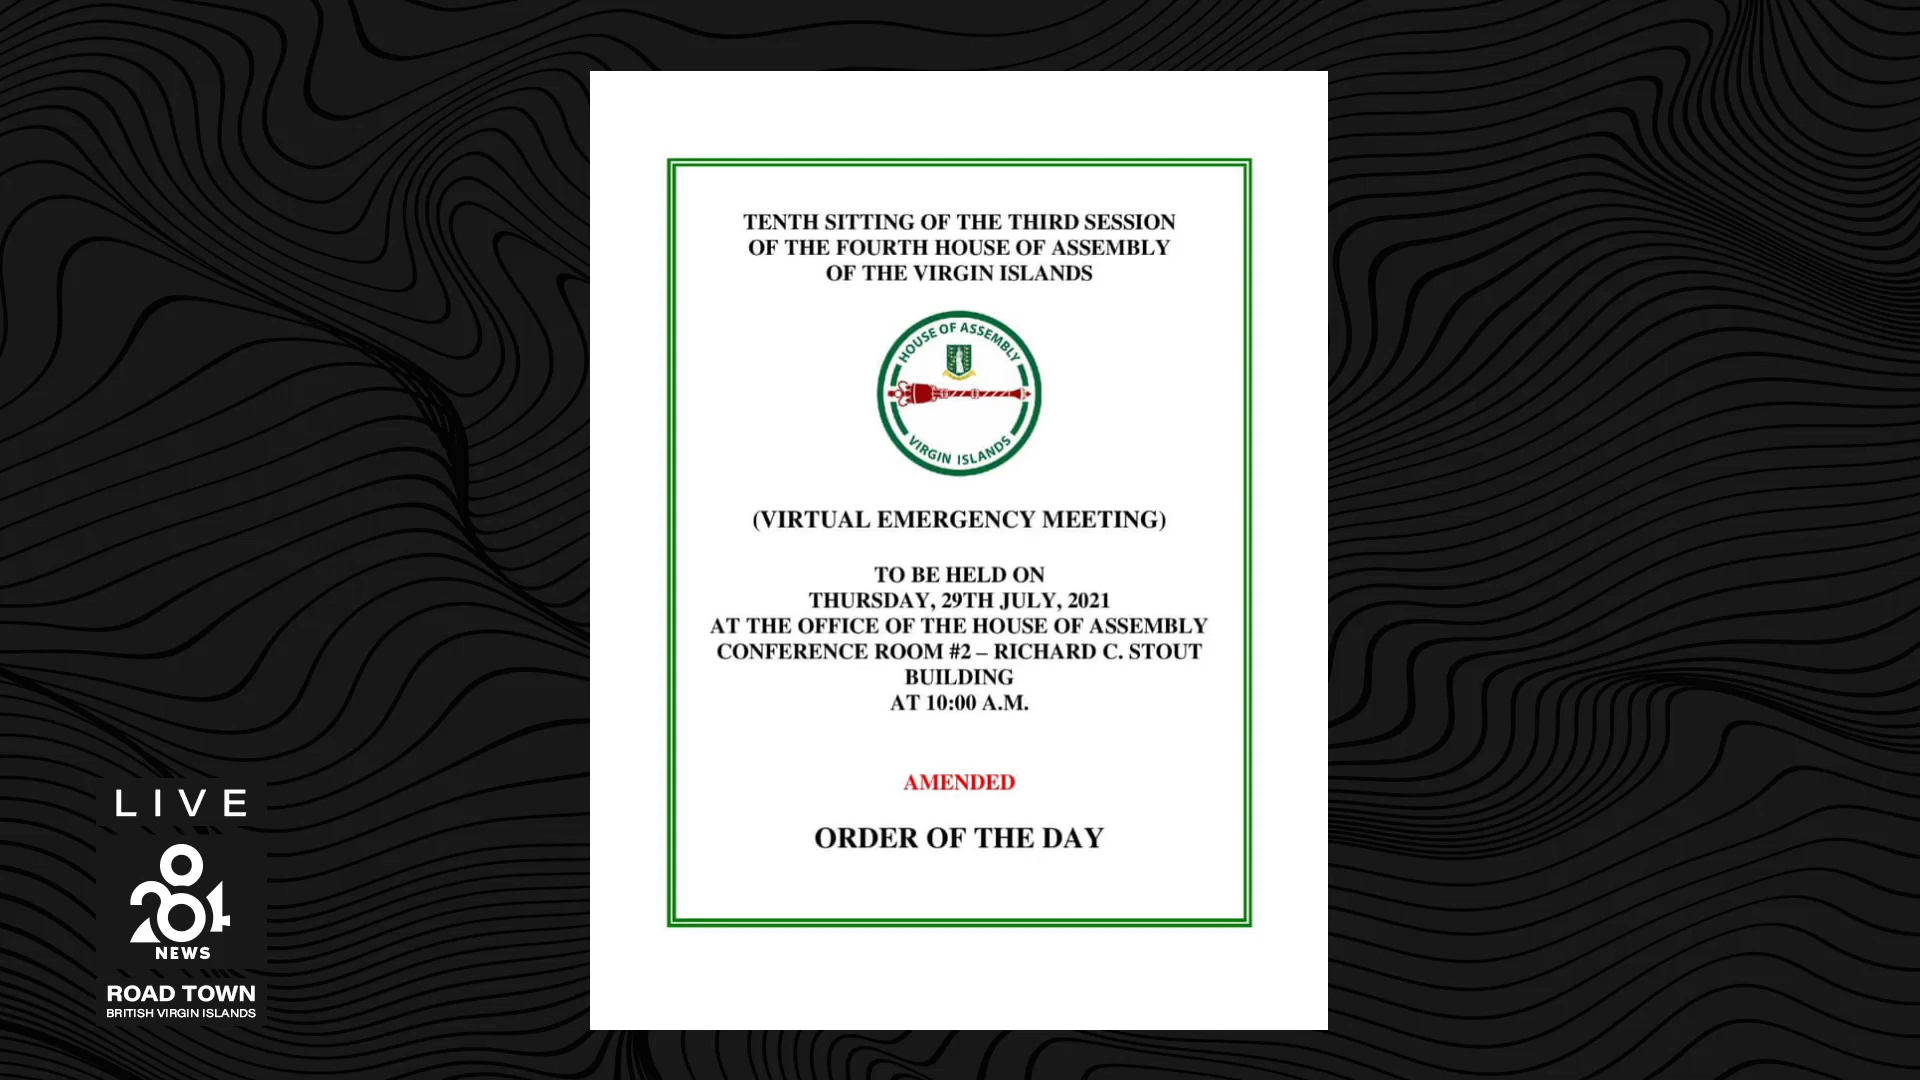 TENTH SITTING OF THE THIRD SESSION
OF THE FOURTH HOUSE OF ASSEMBLY
OF THE VIRGIN ISLANDS
HOUSE OF ASSEMBLY
VIRGIN ISLANDS
(VIRTUAL EMERGENCY MEETING)
TO BE HELD ON
THURSDAY, 29TH JULY, 2021
AT THE OFFICE OF THE HOUSE OF ASSEMBLY
CONFERENCE ROOM #2 – RICHARD C. STOUT
BUILDING
AT 10:00 A.M.
AMENDED
ORDER OF THE DAY
LIVE
8
284
NEWS
ROAD TOWN
BRITISH VIRGIN ISLANDS